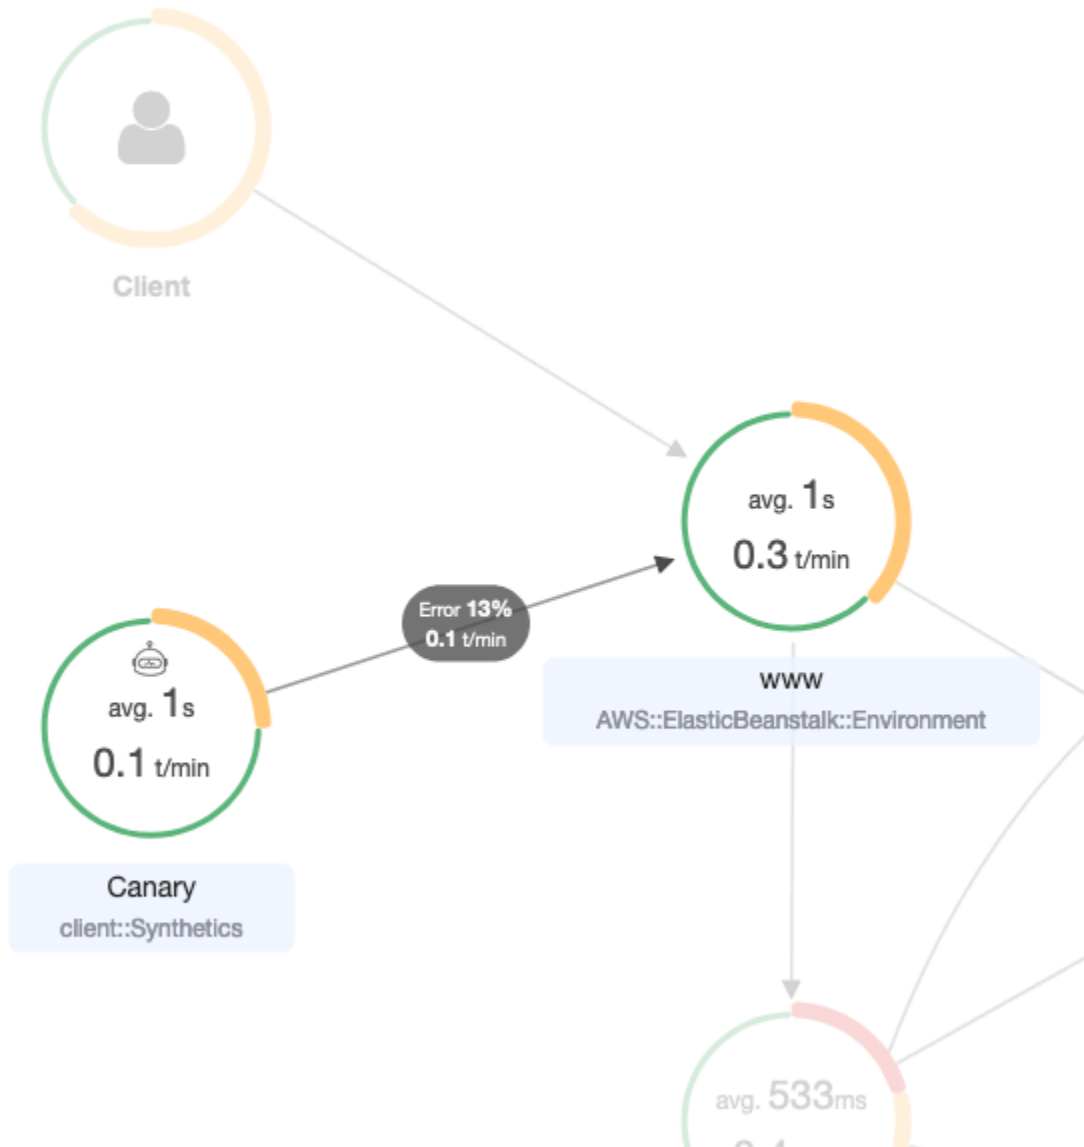 Client
avg. 1s
0.3 t/min
Error 13%
0.1 t/min
www
AWS::ElasticBeanstalk::Environment
avg. 1s
0.1 t/min
Canary
client::Synthetics
avg. 533ms